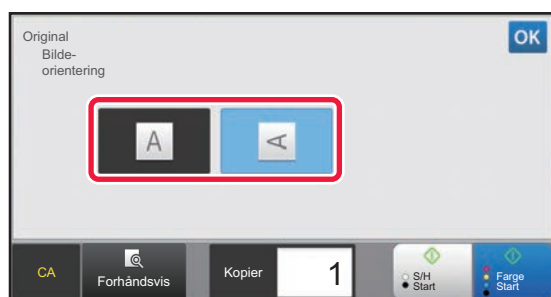 Original
OK
Bilde-
orientering
A
A
CA
Forhåndsvis
Kopier
1
S/H
Start
Farge
Start